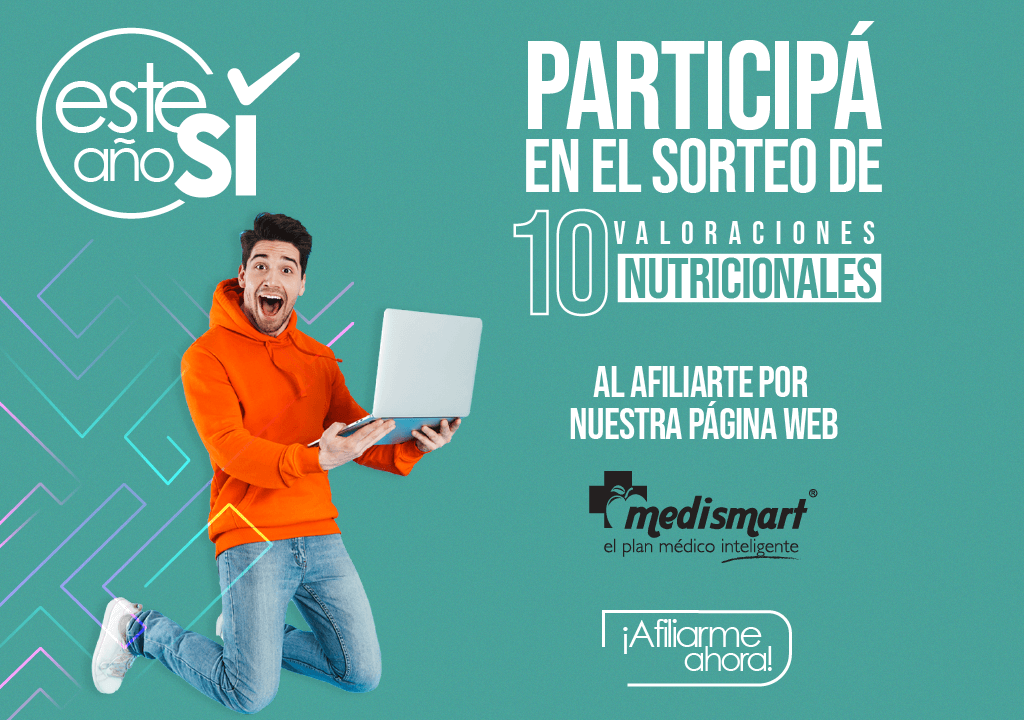 este
año SÍ
PARTICIPÁ
EN EL SORTEO DE
10 VALORACIONES
NUTRICIONALES
AL AFILIARTE POR
NUESTRA PÁGINA WEB
medismart®
el plan médico inteligente
¡Afiliarme
ahora!